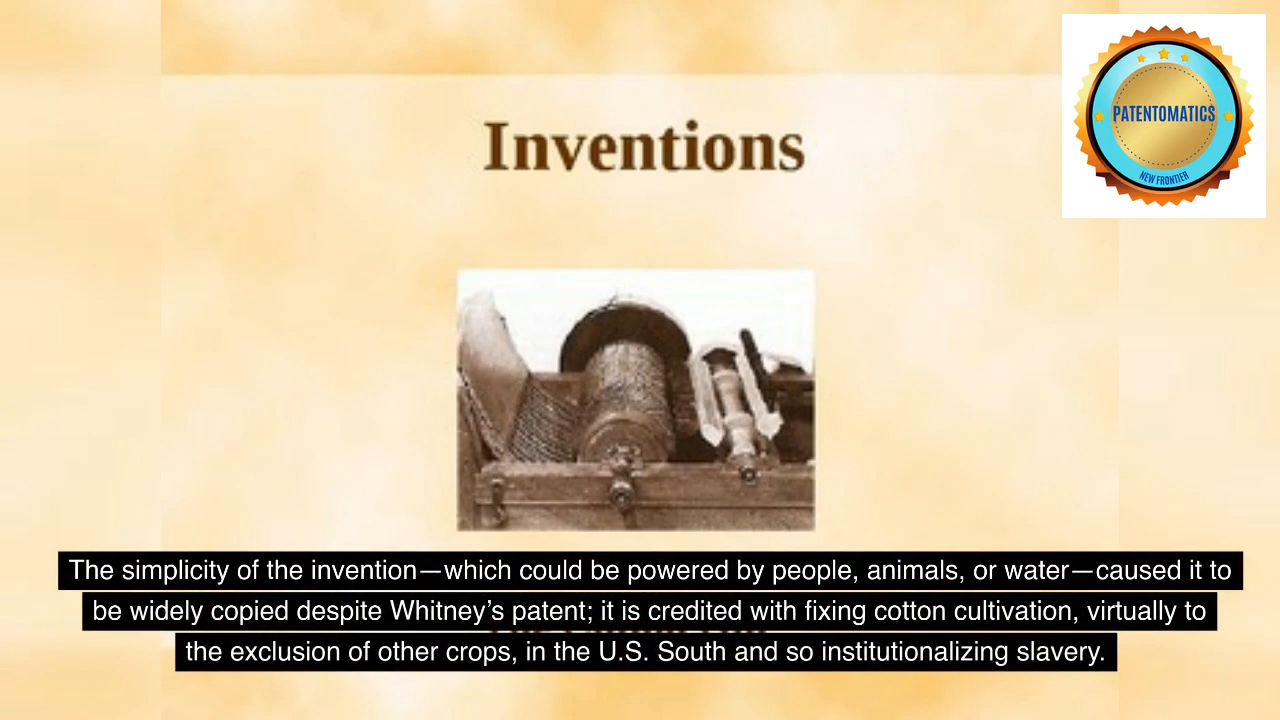 PATENTOMATICS
NEW FRONTIER
Inventions
The simplicity of the invention—which could be powered by people, animals, or water—caused it to
be widely copied despite Whitney’s patent; it is credited with fixing cotton cultivation, virtually to
the exclusion of other crops, in the U.S. South and so institutionalizing slavery.